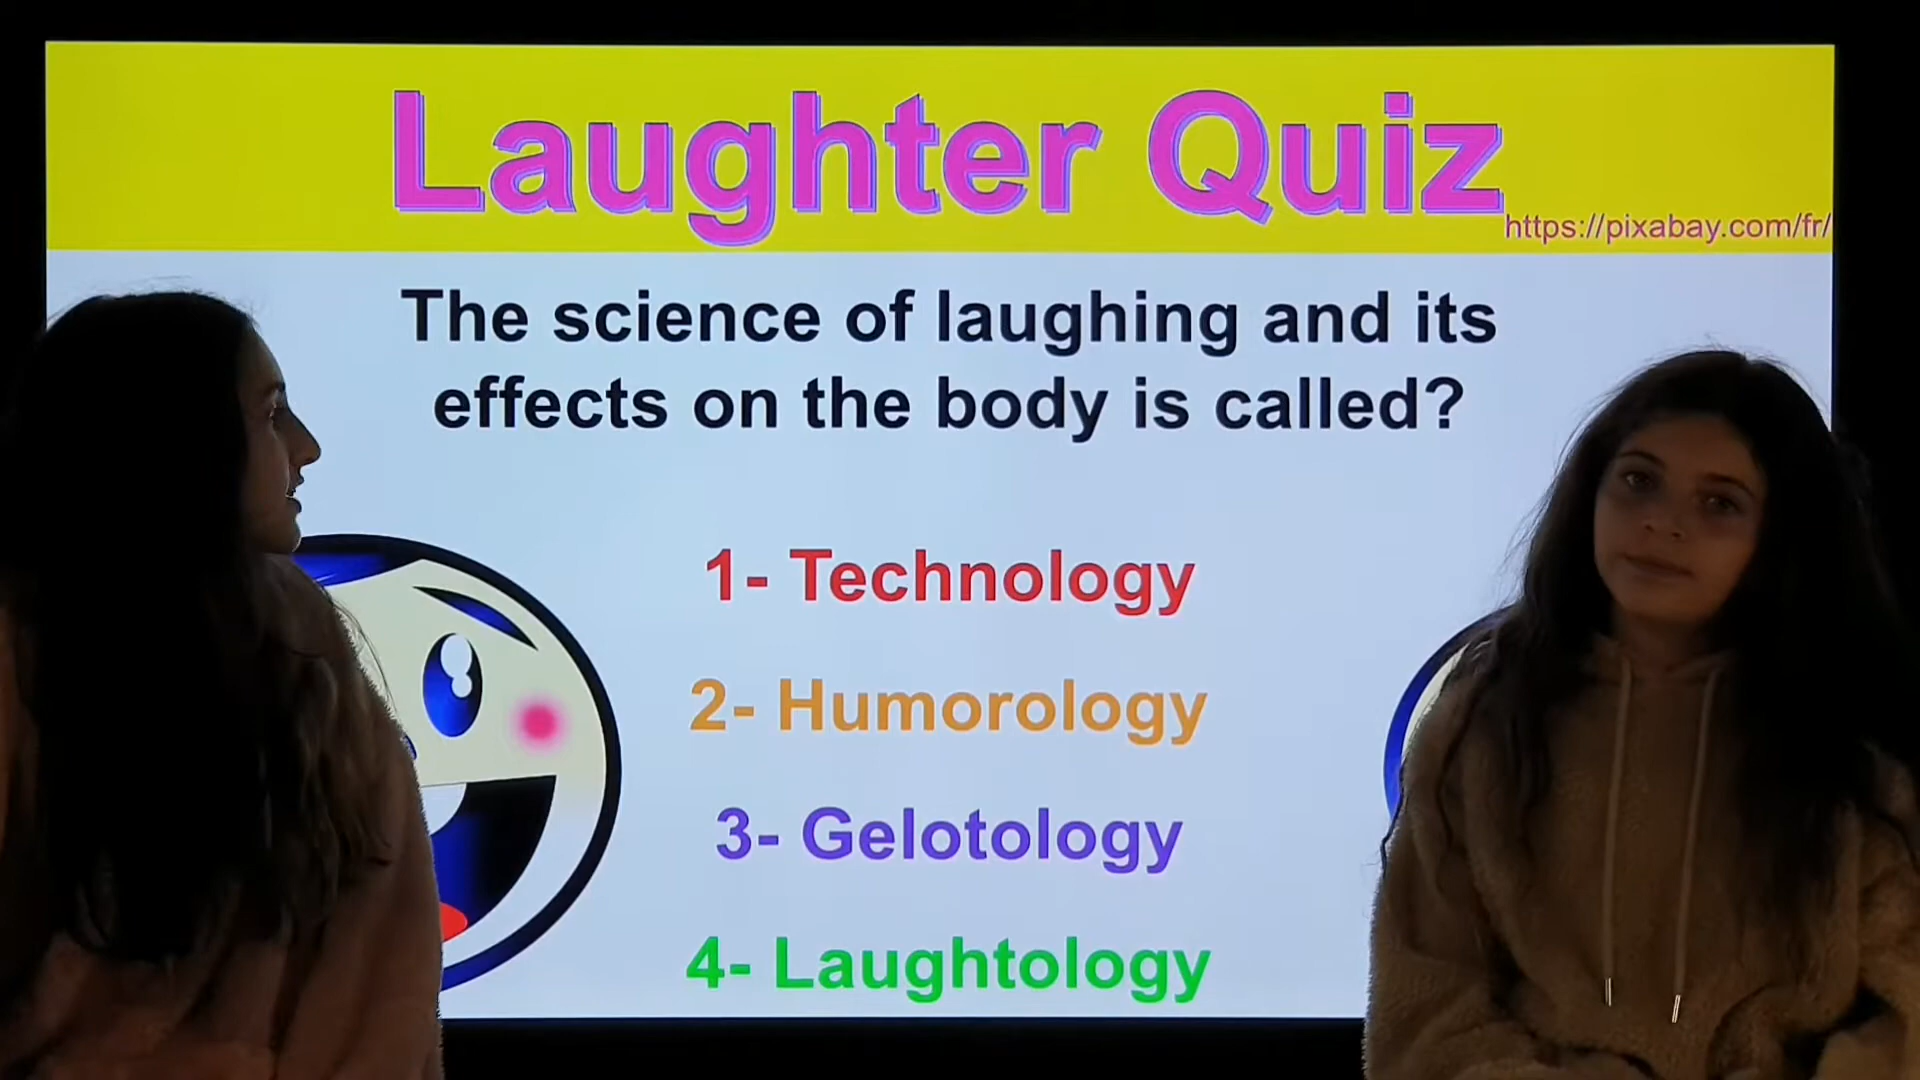 Laughter Quiz
https://pixabay.com/fr/
The science of laughing and its
effects on the body is called?
1- Technology
2- Humorology
3- Gelotology
4- Laughtology